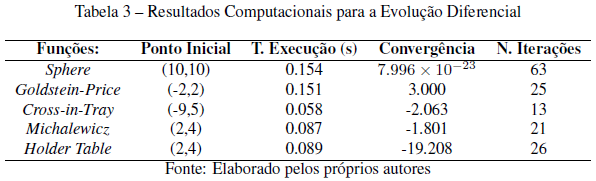 Tabela 3 – Resultados Computacionais para a Evolução Diferencial
Funções: Ponto Inicial T. Execução (s) Convergência N. Iterações
Sphere (10,10) 0.154 7.996 × 10⁻²³ 63
Goldstein-Price (-2,2) 0.151 3.000 25
Cross-in-Tray (-9,5) 0.058 -2.063 13
Michalewicz (2,4) 0.087 -1.801 21
Holder Table (2,4) 0.089 -19.208 26
Fonte: Elaborado pelos próprios autores